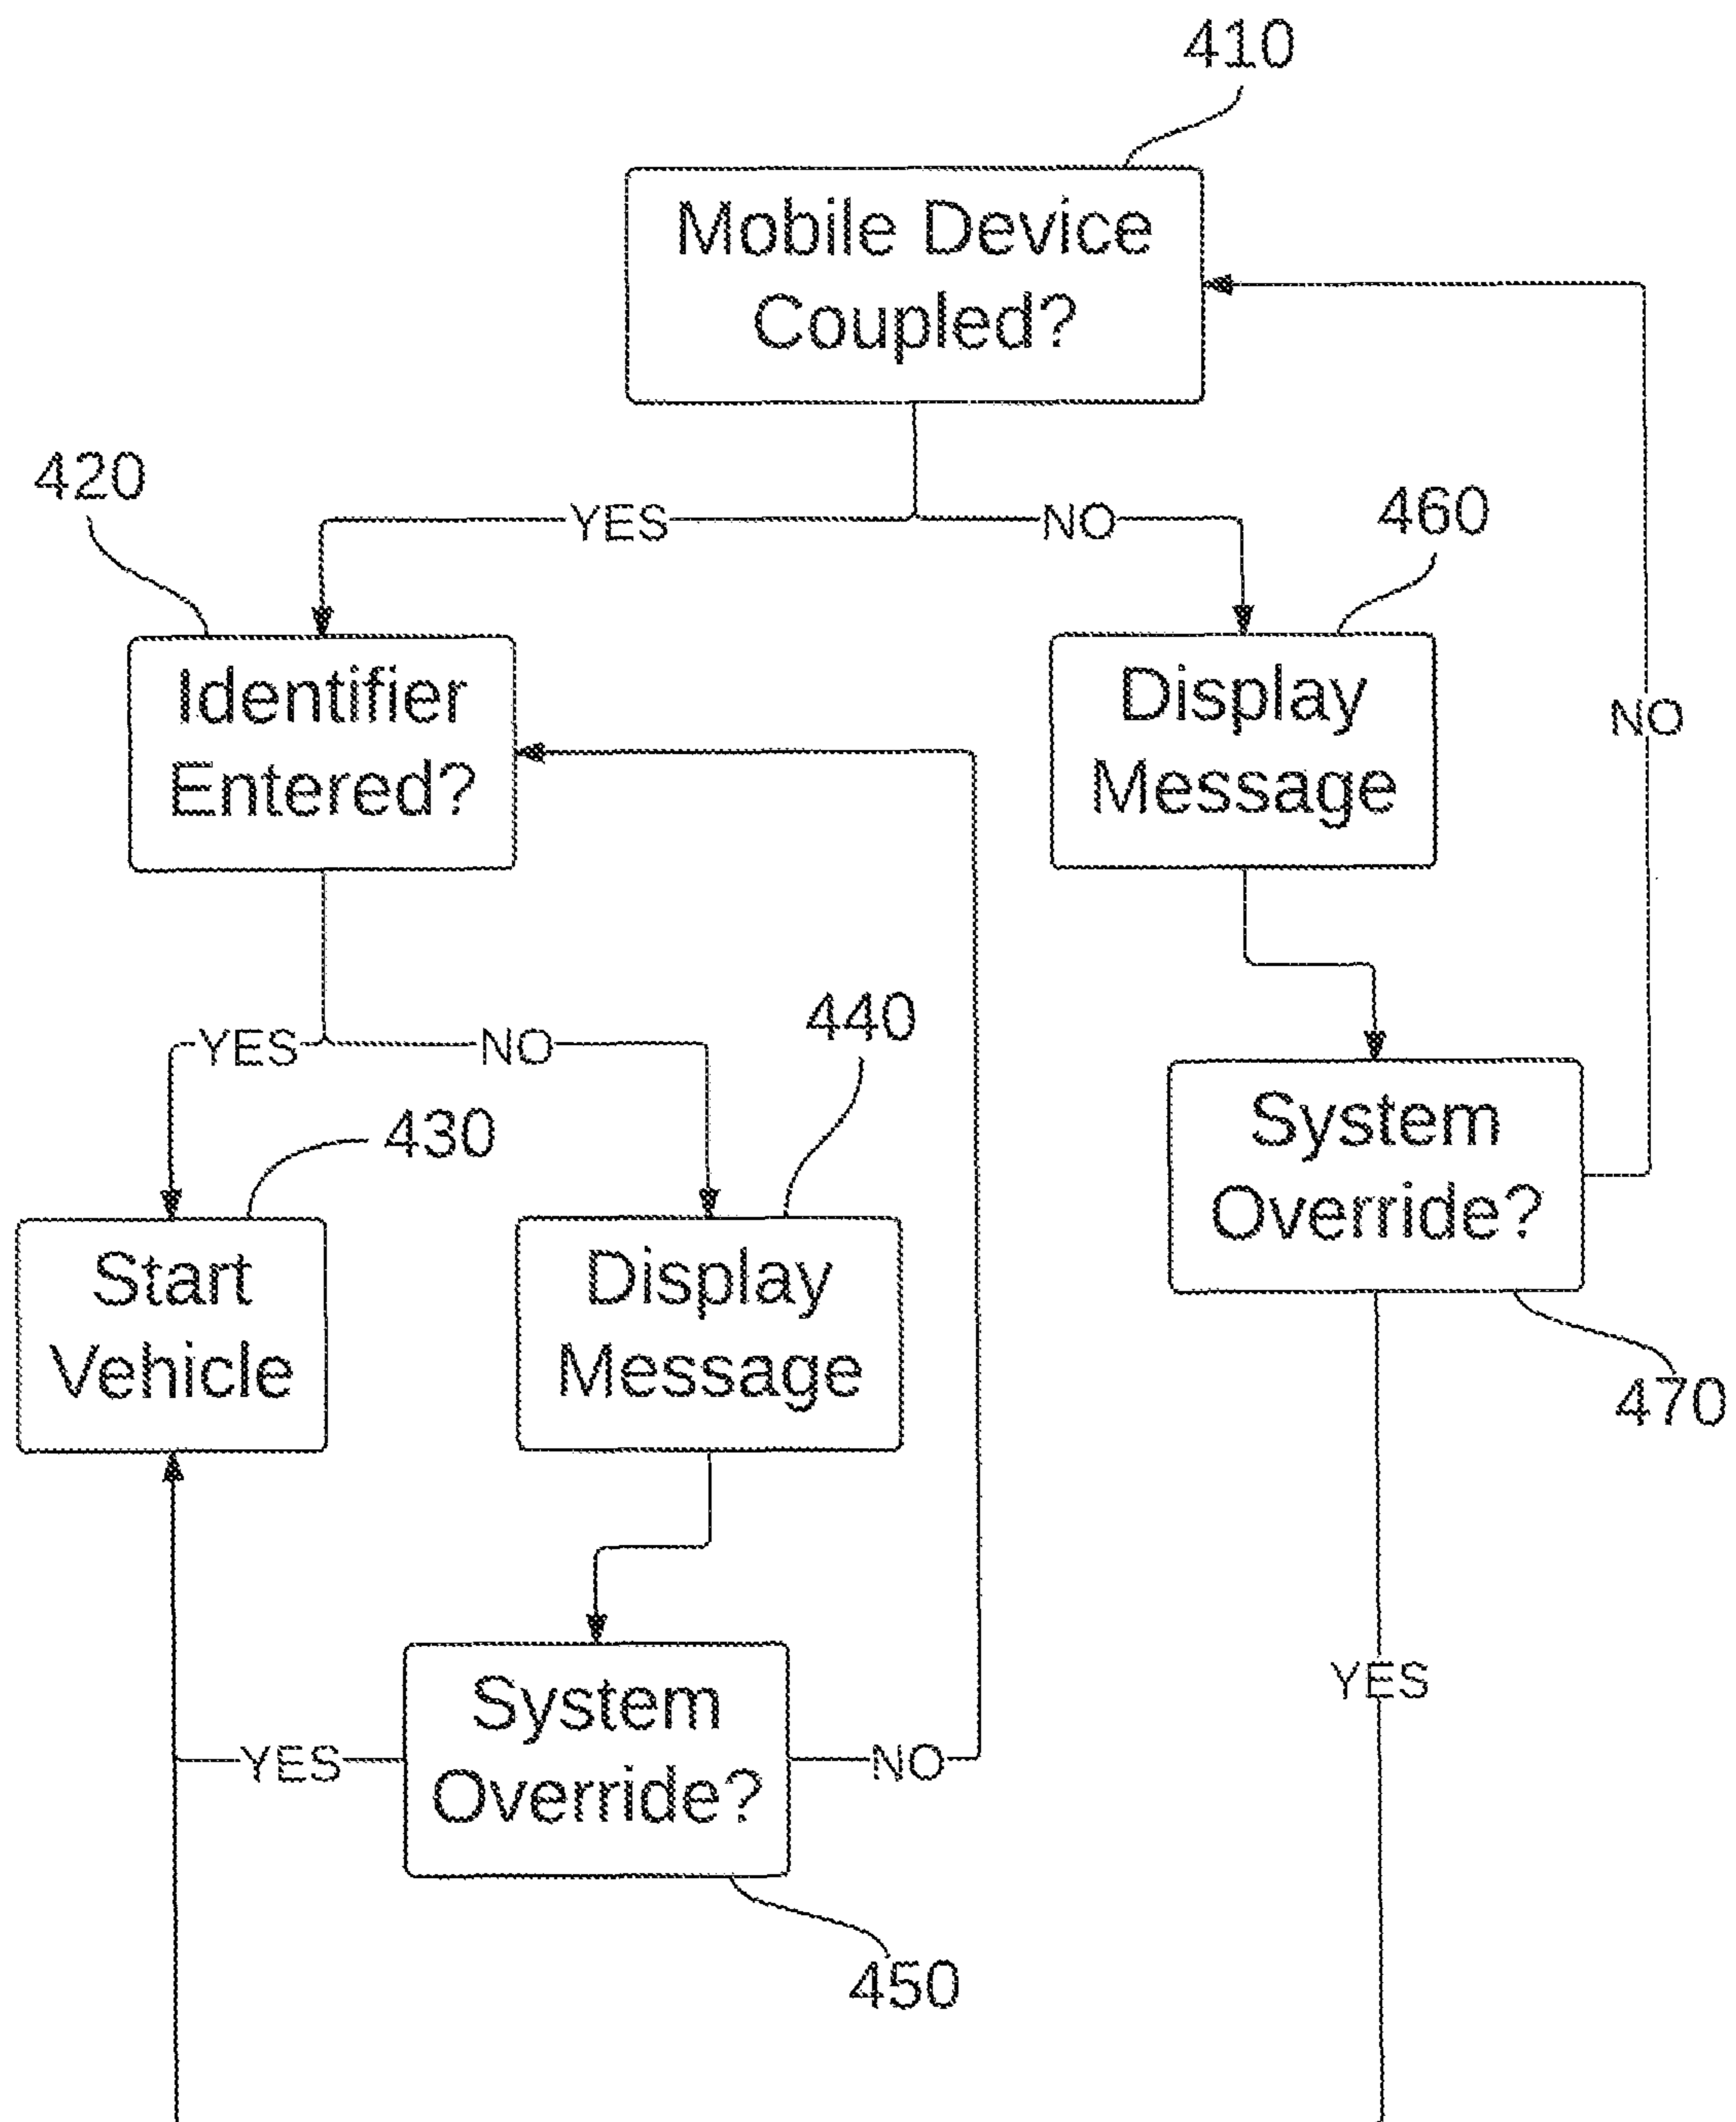 410
Mobile Device
Coupled?
420
YES
NO
460
Identifier
Entered?
Display
Message
NO
YES
NO
440
430
System
Override?
Start
Vehicle
Display
Message
470
YES
System
Override?
YES
NO
450